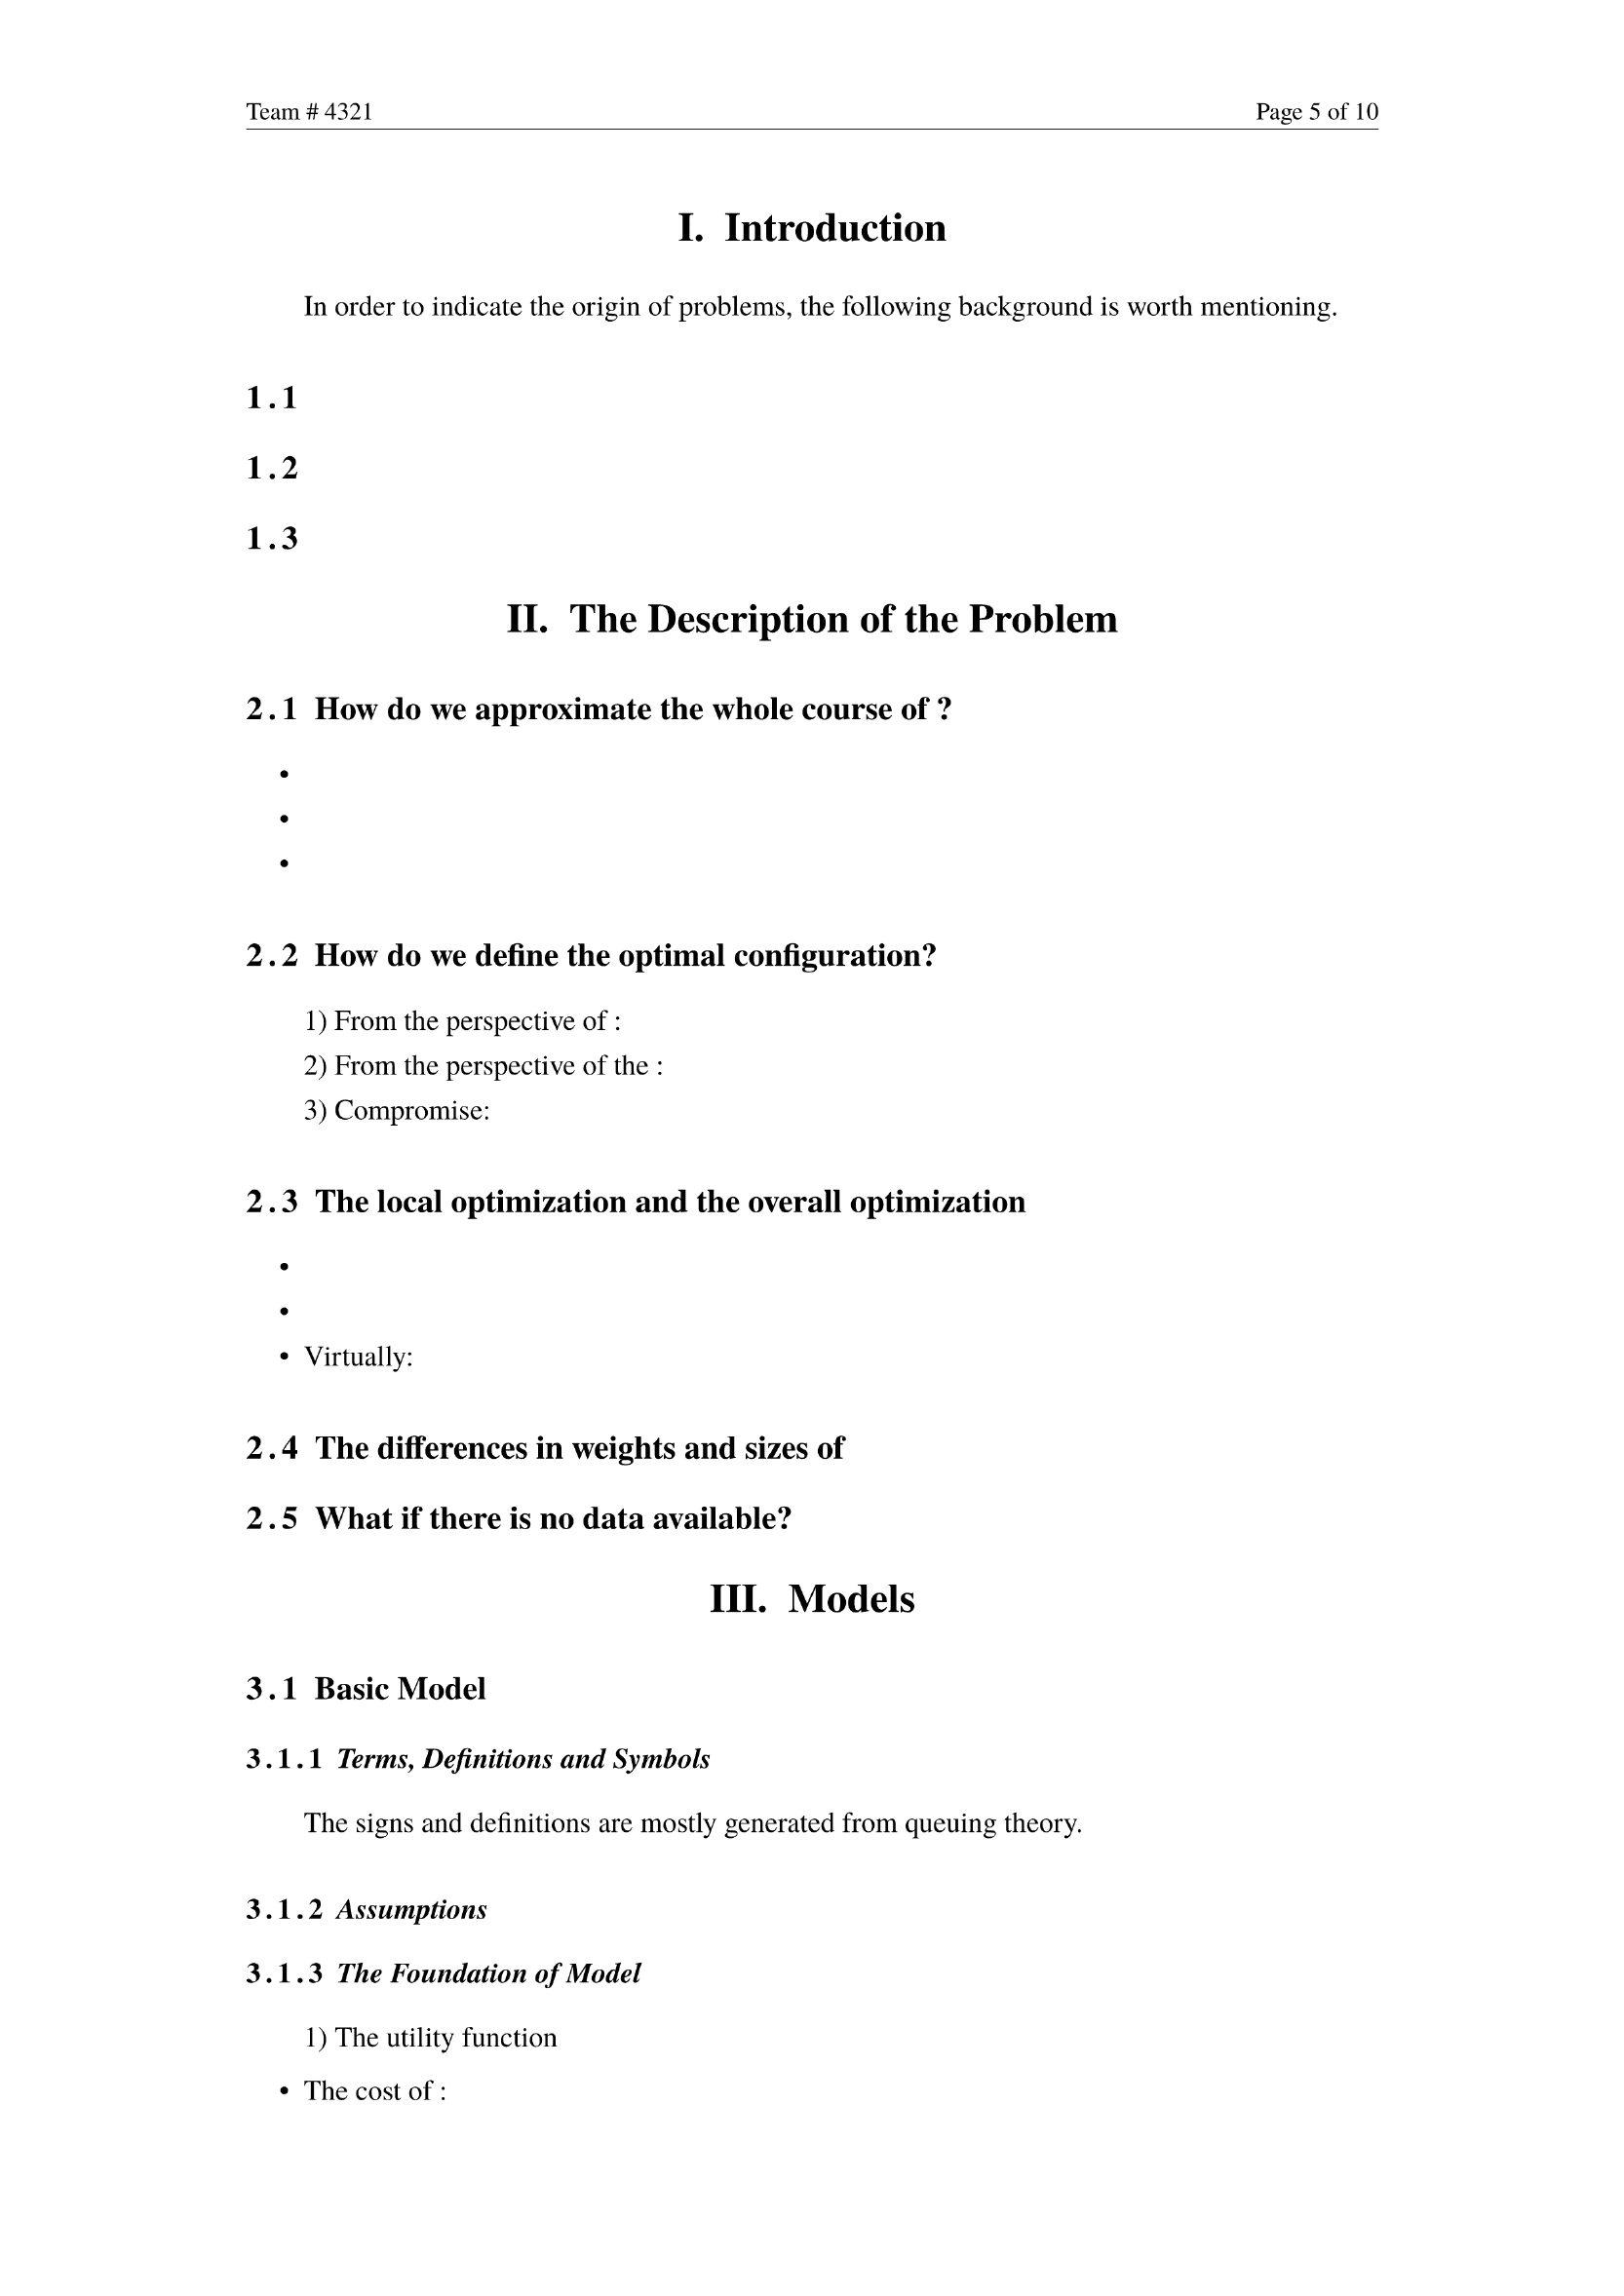 Team # 4321 Page 5 of 10
I. Introduction
In order to indicate the origin of problems, the following background is worth mentioning.
1.1
1.2
1.3
II. The Description of the Problem
2.1 How do we approximate the whole course of ?
•
•
•
2.2 How do we define the optimal configuration?
1) From the perspective of :
2) From the perspective of the :
3) Compromise:
2.3 The local optimization and the overall optimization
•
•
• Virtually:
2.4 The differences in weights and sizes of
2.5 What if there is no data available?
III. Models
3.1 Basic Model
3.1.1 Terms, Definitions and Symbols
The signs and definitions are mostly generated from queuing theory.
3.1.2 Assumptions
3.1.3 The Foundation of Model
1) The utility function
• The cost of :